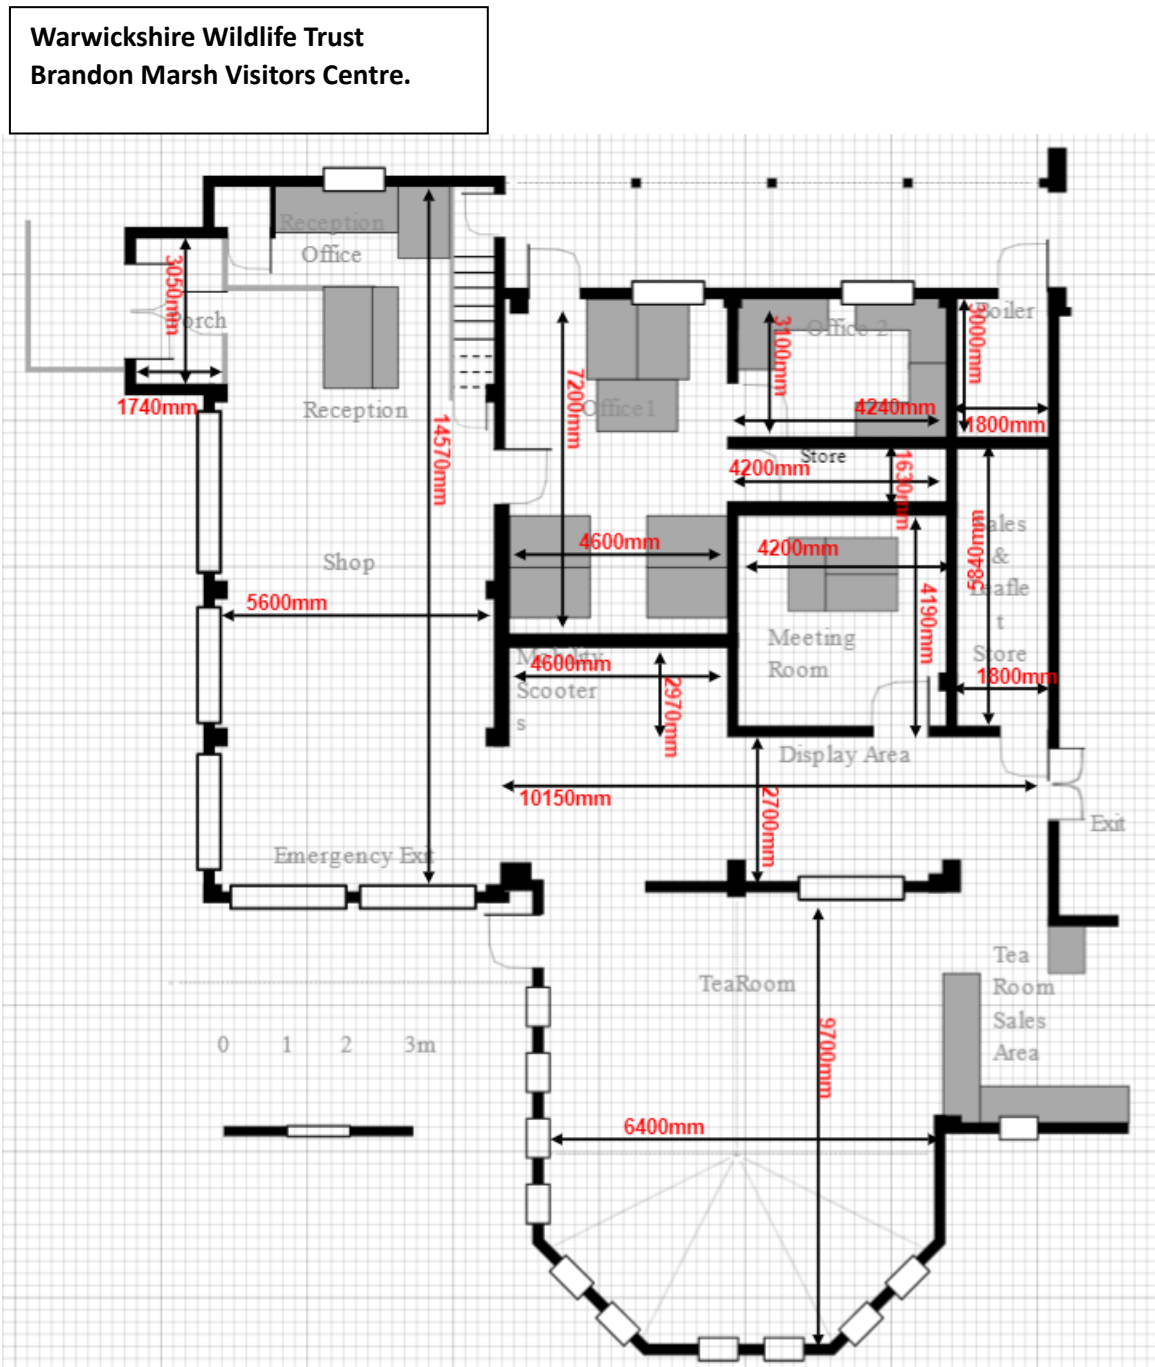 Warwickshire Wildlife Trust
Brandon Marsh Visitors Centre.
Reception
Office
3050mm
Porch
1740mm
Reception
14570mm
7200mm
Office1
3100mm
Office 2
4240mm
3000mm
Boiler
1800mm
Store
4200mm
1630mm
Shop
5600mm
4600mm
4200mm
4190mm
5840mm
Sales
&
Leafle
t
Store
1800mm
Meeting
Room
Mobility
4600mm
Scooter
s
2970mm
Display Area
10150mm
2700mm
Exit
Emergency Exit
TeaRoom
Tea
Room
Sales
Area
9700mm
0 1 2 3m
6400mm